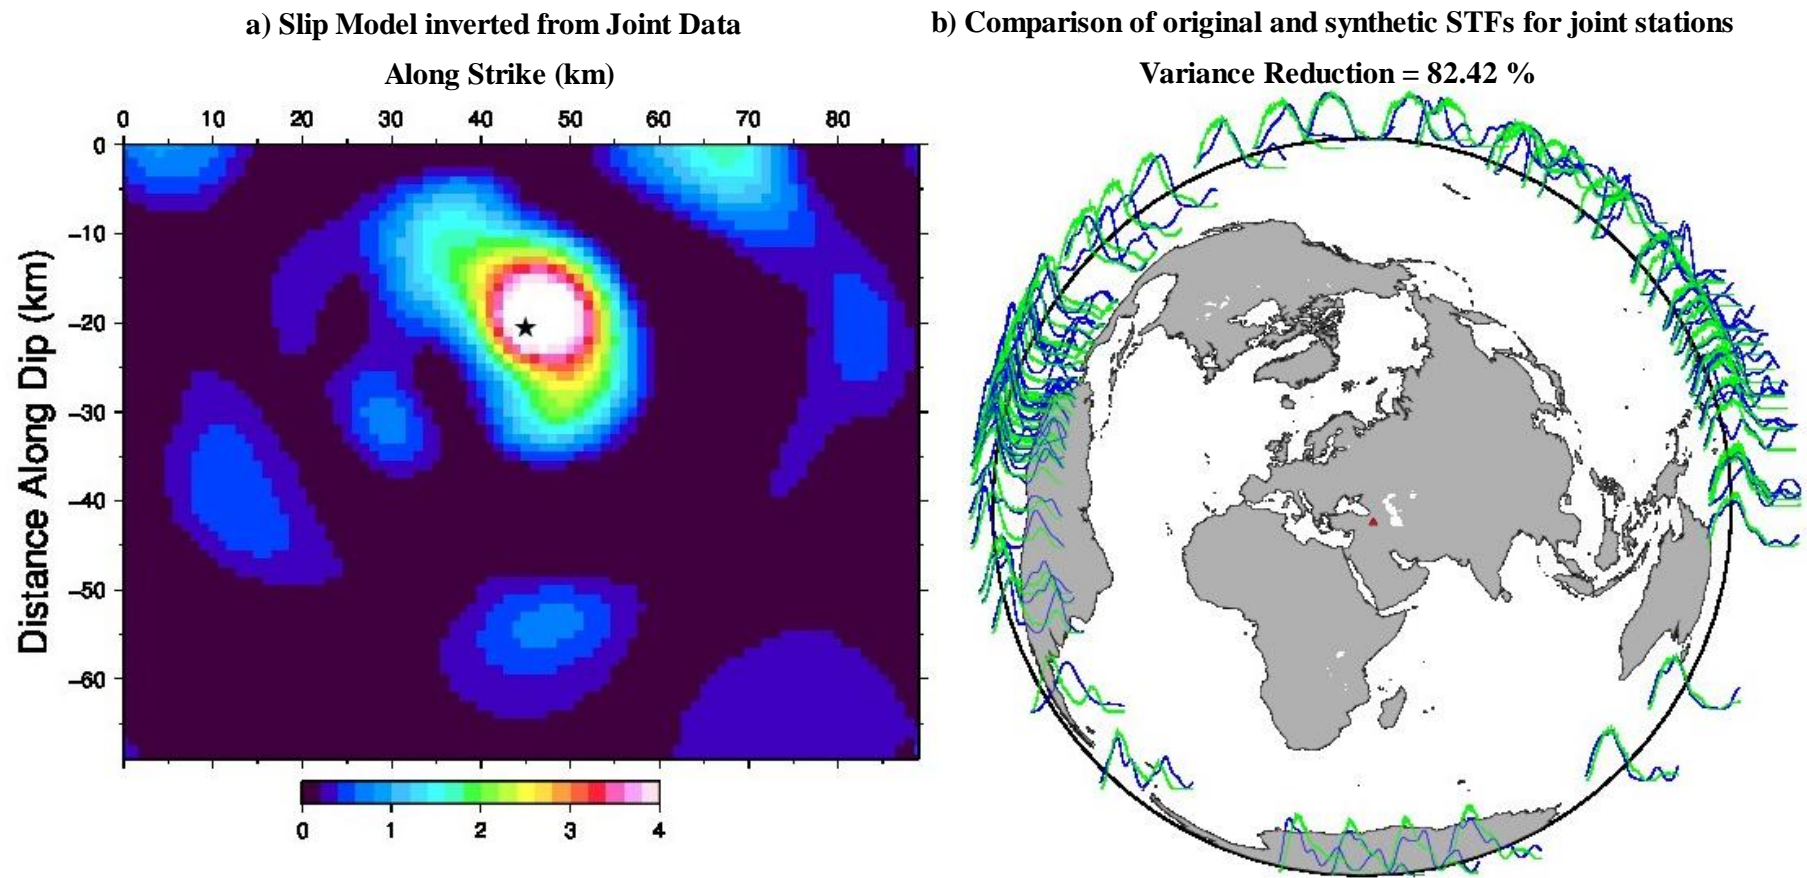 a) Slip Model inverted from Joint Data
Along Strike (km)
0 10 20 30 40 50 60 70 80
Distance Along Dip (km)
0
−10
−20
−30
−40
−50
−60
0 1 2 3 4
b) Comparison of original and synthetic STFs for joint stations
Variance Reduction = 82.42 %